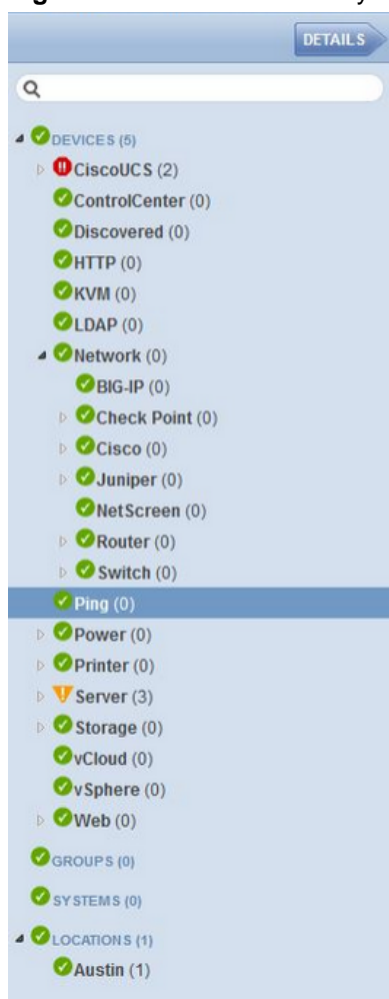 DETAILS
DEVICES (5)
CiscoUCS (2)
ControlCenter (0)
Discovered (0)
HTTP (0)
KVM (0)
LDAP (0)
Network (0)
BIG-IP (0)
Check Point (0)
Cisco (0)
Juniper (0)
NetScreen (0)
Router (0)
Switch (0)
Ping (0)
Power (0)
Printer (0)
Server (3)
Storage (0)
vCloud (0)
vSphere (0)
Web (0)
GROUPS (0)
SYSTEMS (0)
LOCATIONS (1)
Austin (1)